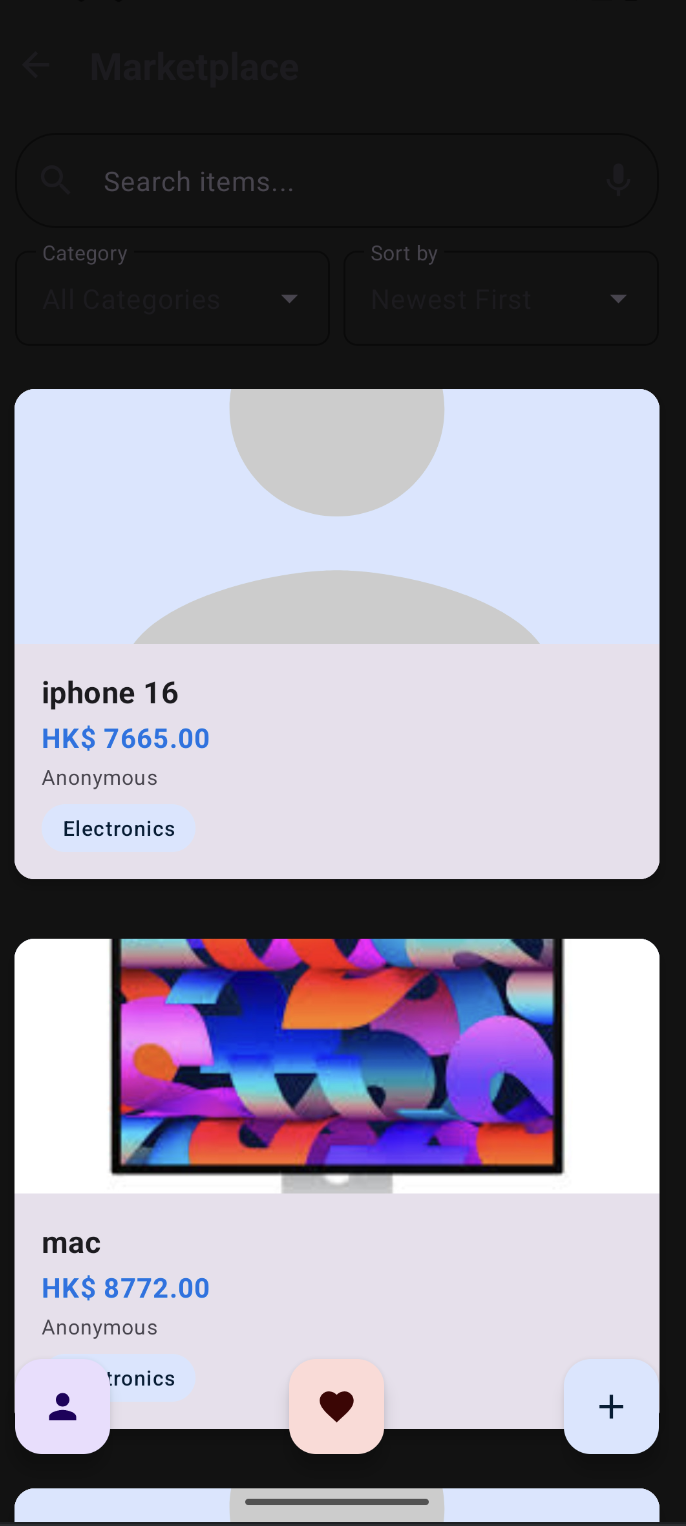 Marketplace
Search items...
Category
Sort by
All Categories
Newest First
iphone 16
HK$ 7665.00
Anonymous
Electronics
mac
HK$ 8772.00
Anonymous
tronics